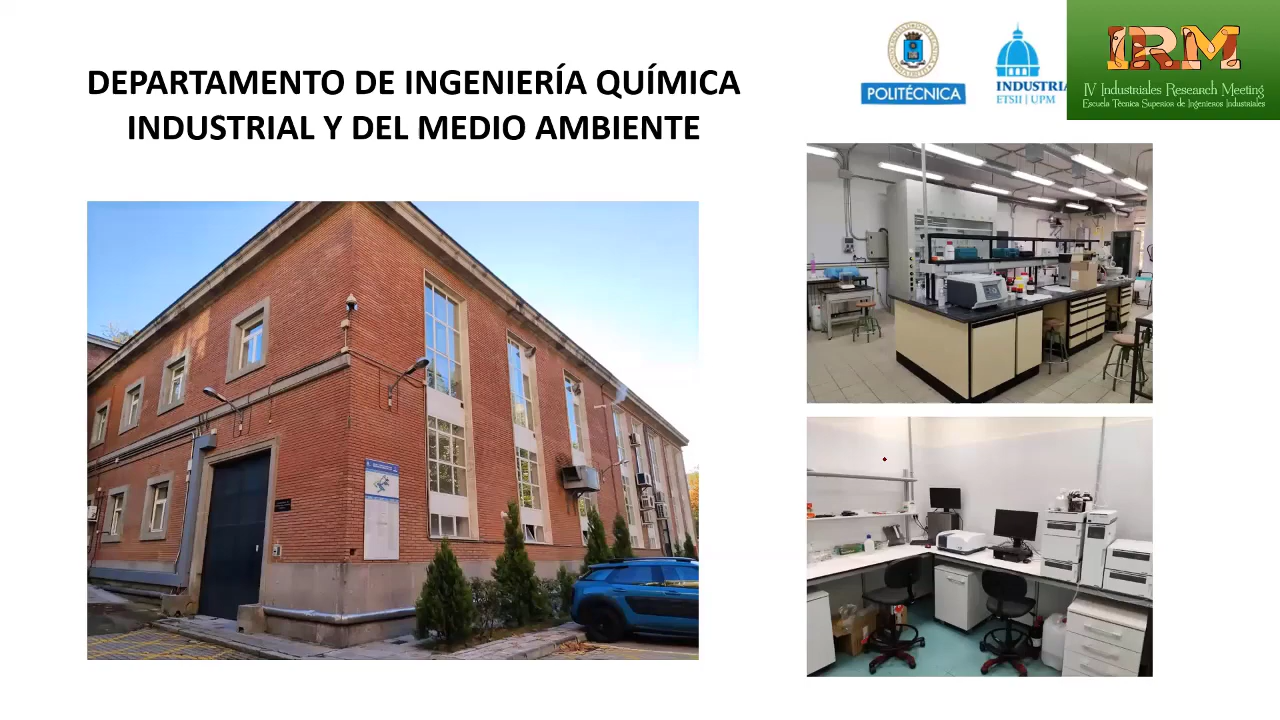 DEPARTAMENTO DE INGENIERÍA QUÍMICA
INDUSTRIAL Y DEL MEDIO AMBIENTE
POLITÉCNICA
INDUSTRIA
ETSII | UPM
IRM
IV Industriales Research Meeting
Escuela Técnica Superior de Ingenieros Industriales